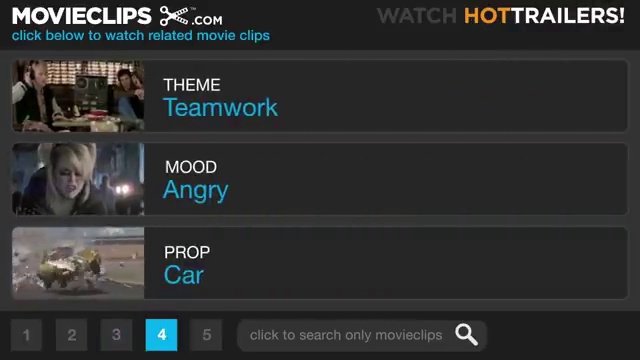 MOVIECLIPS™.COM
WATCH HOTTRAILERS!
click below to watch related movie clips
THEME
Teamwork
MOOD
Angry
PROP
Car
1 2 3 4 5 click to search only movieclips